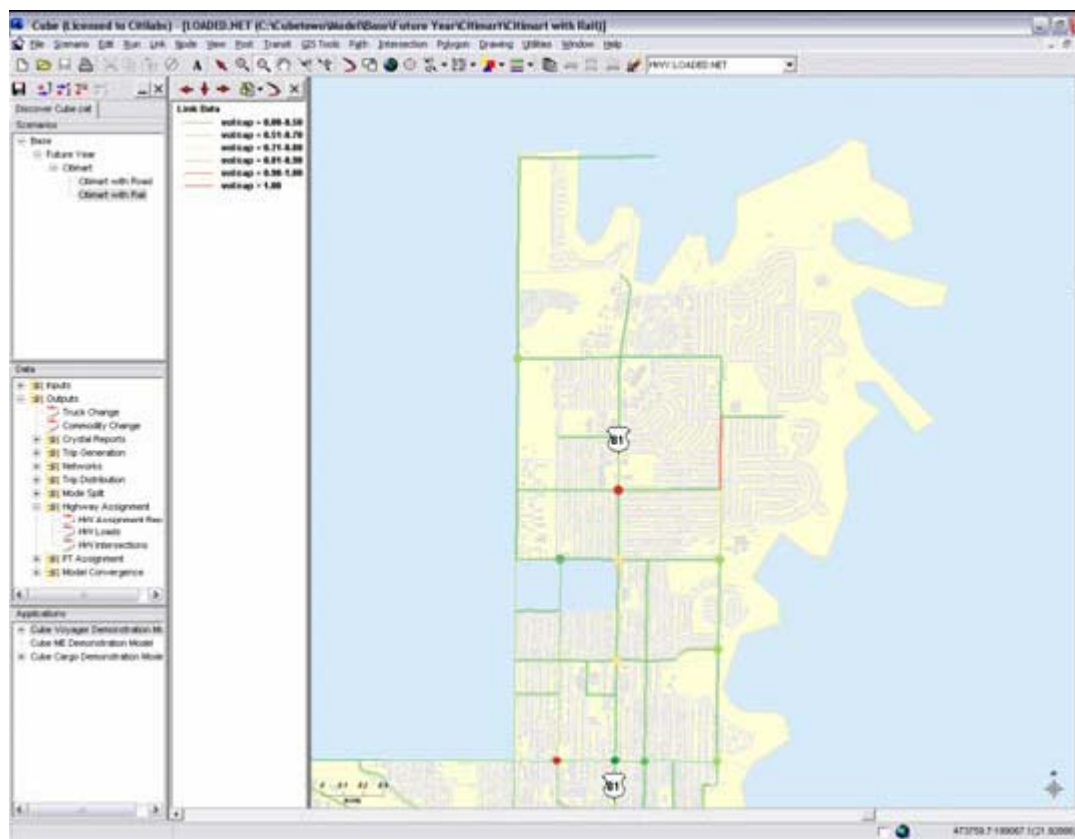 Cube (Licensed to Citilabs) - [LOADED.NET (C:\Cubetown\Model\Base\Future Year\Citimart\Citimart with Rail)]
File Scenario Edit Run Link Node View Post Transit GIS Tools Path Intersection Polygon Drawing Utilities Window Help
HWY LOADED.NET
Discover Cube.cat
Scenarios
Base
Future Year
Citimart
Citimart with Road
Citimart with Rail
Data
Inputs
Outputs
Truck Change
Commodity Change
Crystal Reports
Trip Generation
Networks
Trip Distribution
Mode Split
Highway Assignment
HWY Assignment Rep
HWY Loads
HWY Intersections
PT Assignment
Model Convergence
Applications
Cube Voyager Demonstration M
Cube ME Demonstration Model
Cube Cargo Demonstration Mode
Link Data
vol/cap = 0.00-0.50
vol/cap = 0.51-0.70
vol/cap = 0.71-0.80
vol/cap = 0.81-0.90
vol/cap = 0.90-1.00
vol/cap > 1.00
81
81